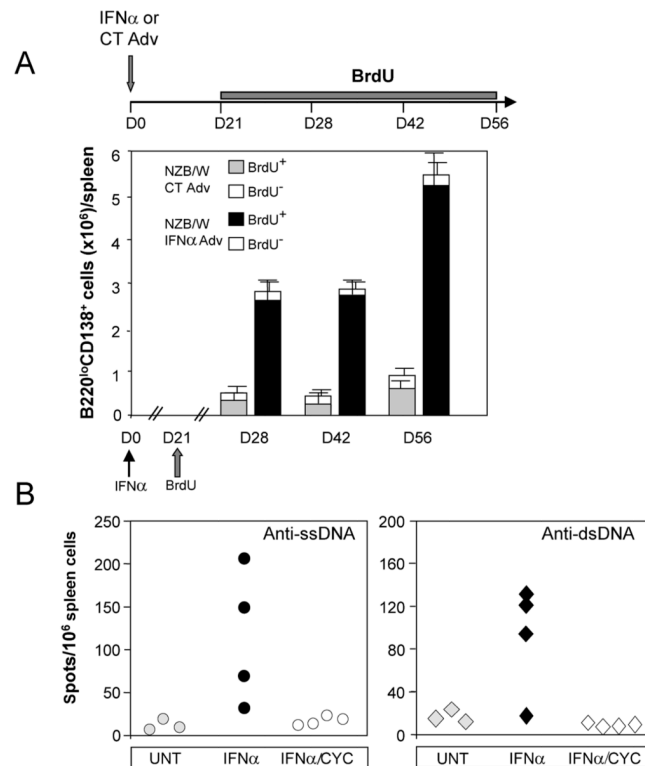 IFNα or
CT Adv
A
BrdU
D0 D21 D28 D42 D56
B220ˡᵒCD138⁺ cells (x10⁶)/spleen
6
5
4
3
2
1
0
NZB/W
CT Adv
BrdU⁺
BrdU⁻
NZB/W
IFNα Adv
BrdU⁺
BrdU⁻
D0 D21 D28 D42 D56
IFNα BrdU
B
Spots/10⁶ spleen cells
250
200
150
100
50
0
Anti-ssDNA
UNT IFNα IFNα/CYC
200
160
120
80
40
0
Anti-dsDNA
UNT IFNα IFNα/CYC